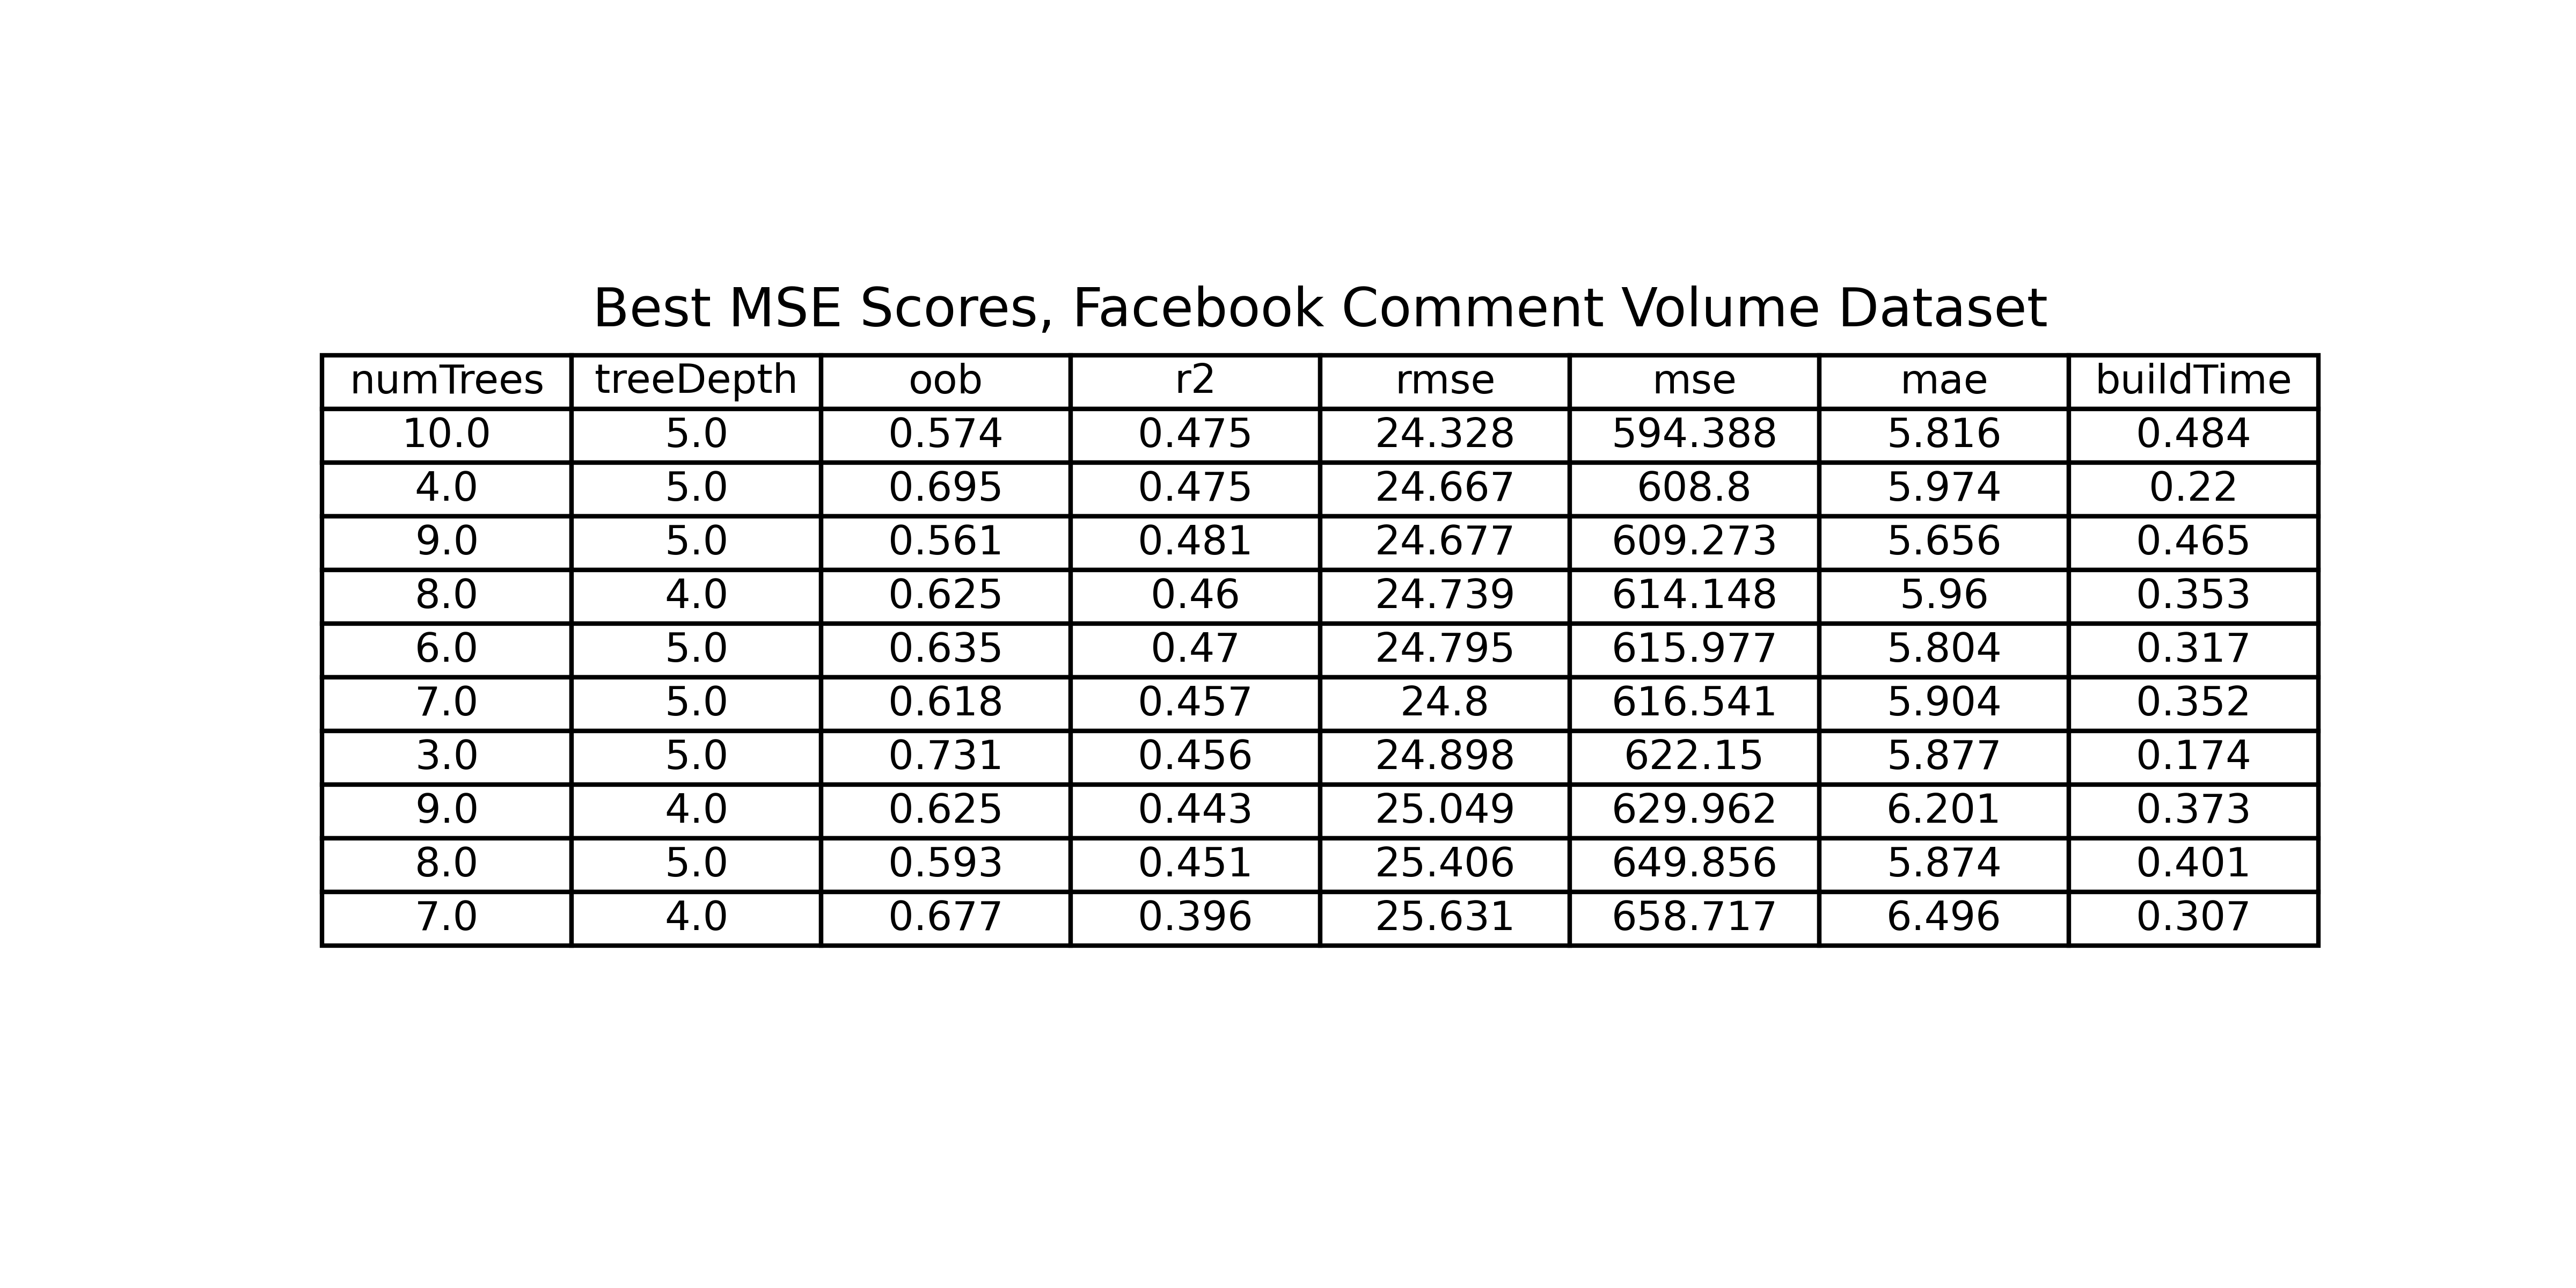 Best MSE Scores, Facebook Comment Volume Dataset
numTrees treeDepth oob r2 rmse mse mae buildTime
10.0 5.0 0.574 0.475 24.328 594.388 5.816 0.484
4.0 5.0 0.695 0.475 24.667 608.8 5.974 0.22
9.0 5.0 0.561 0.481 24.677 609.273 5.656 0.465
8.0 4.0 0.625 0.46 24.739 614.148 5.96 0.353
6.0 5.0 0.635 0.47 24.795 615.977 5.804 0.317
7.0 5.0 0.618 0.457 24.8 616.541 5.904 0.352
3.0 5.0 0.731 0.456 24.898 622.15 5.877 0.174
9.0 4.0 0.625 0.443 25.049 629.962 6.201 0.373
8.0 5.0 0.593 0.451 25.406 649.856 5.874 0.401
7.0 4.0 0.677 0.396 25.631 658.717 6.496 0.307